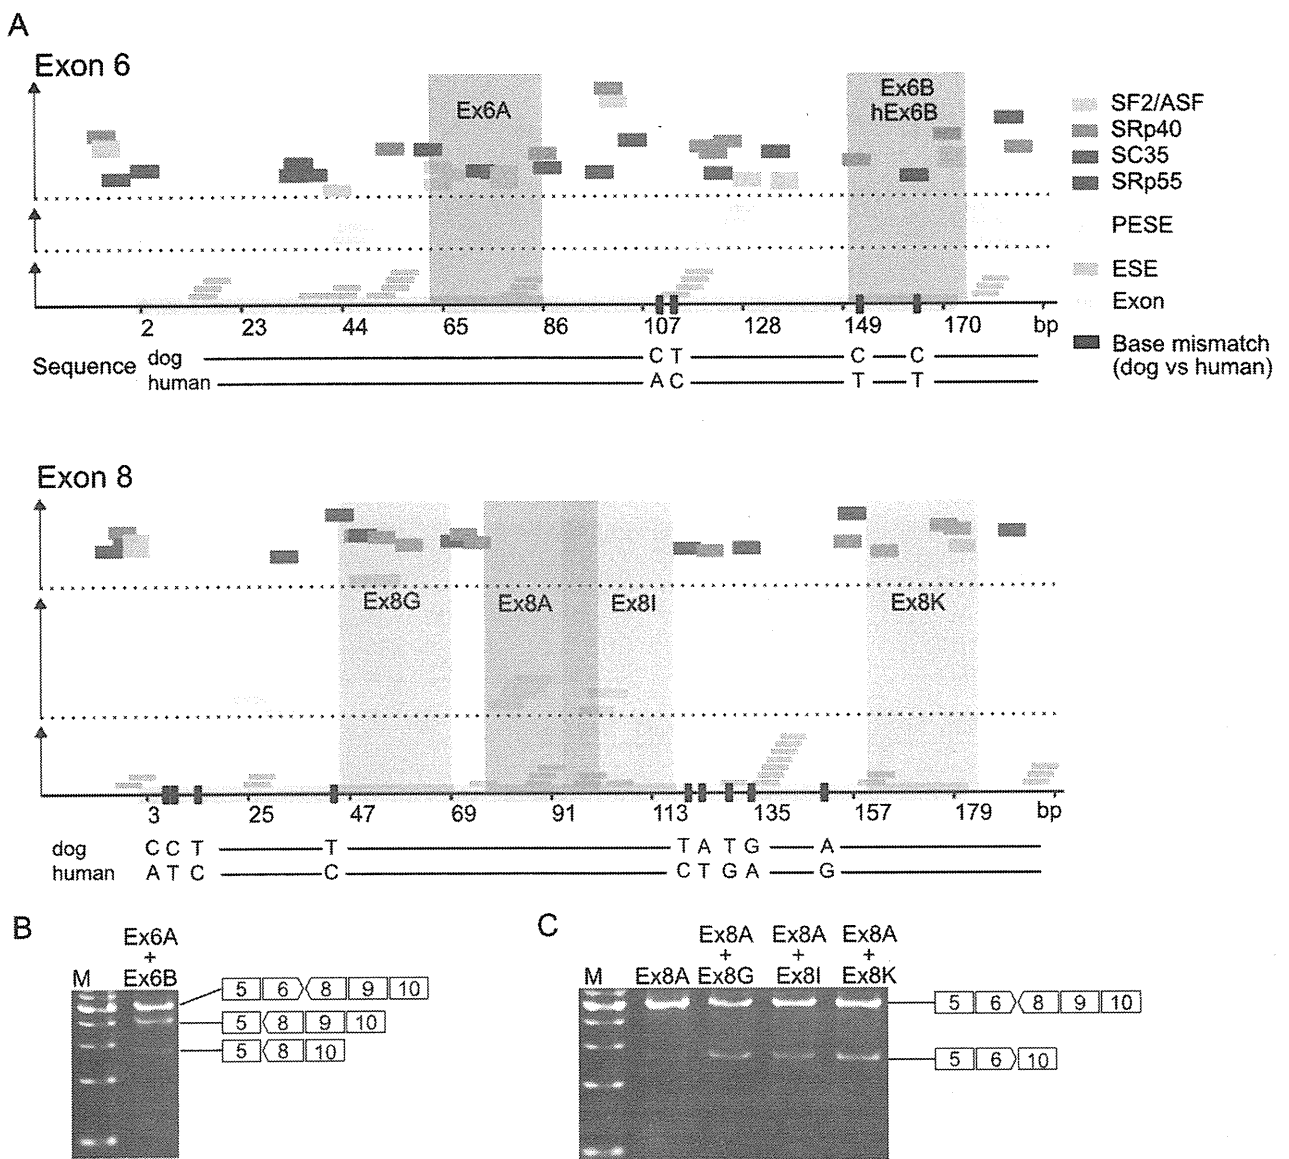 A
Exon 6
Ex6A
Ex6B
hEx6B
SF2/ASF
SRp40
SC35
SRp55
PESE
ESE
Exon
Base mismatch
(dog vs human)
2 23 44 65 86 107 128 149 170 bp
Sequence
dog C T C C
human A C T T
Exon 8
Ex8G Ex8A Ex8I Ex8K
3 25 47 69 91 113 135 157 179 bp
dog C C T T T A T G A
human A T C C C T G A G
B
M
Ex6A
+
Ex6B
5 6 8 9 10
5 8 9 10
5 8 10
C
M
Ex8A
Ex8A
+
Ex8G
Ex8A
+
Ex8I
Ex8A
+
Ex8K
5 6 8 9 10
5 6 10